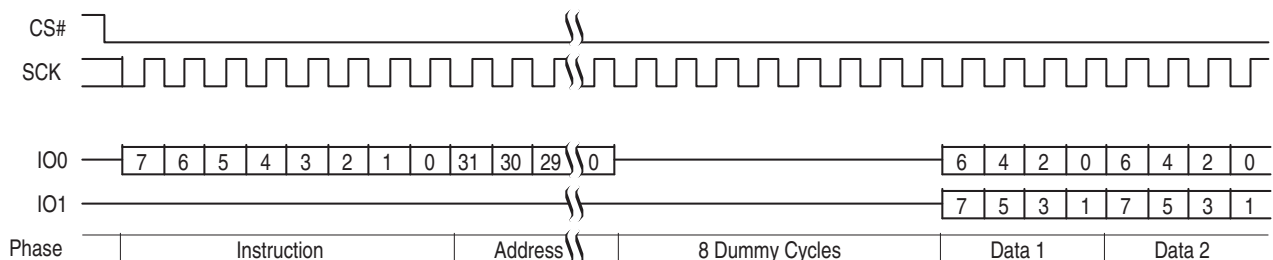 CS#
SCK
IO0 7 6 5 4 3 2 1 0 31 30 29 0 6 4 2 0 6 4 2 0
IO1 7 5 3 1 7 5 3 1
Phase Instruction Address 8 Dummy Cycles Data 1 Data 2